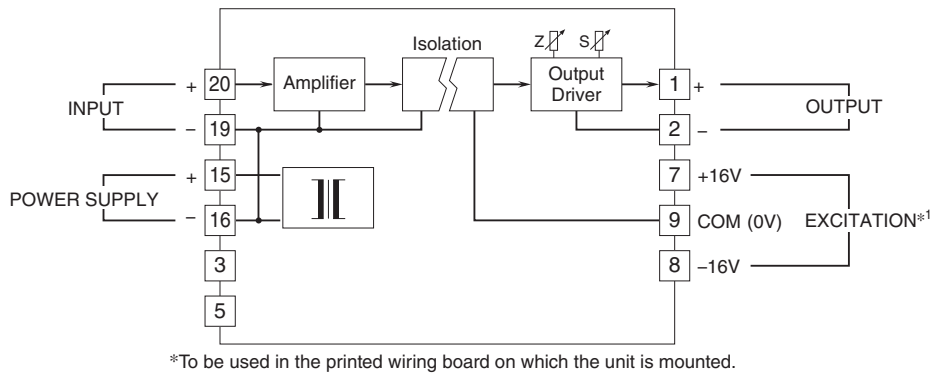 Isolation
Z S
INPUT
+ 20
Amplifier
Output
Driver
1 +
OUTPUT
− 19
2 −
POWER SUPPLY
+ 15
7 +16V
− 16
9 COM (0V)
EXCITATION*1
3
8 −16V
5
*To be used in the printed wiring board on which the unit is mounted.